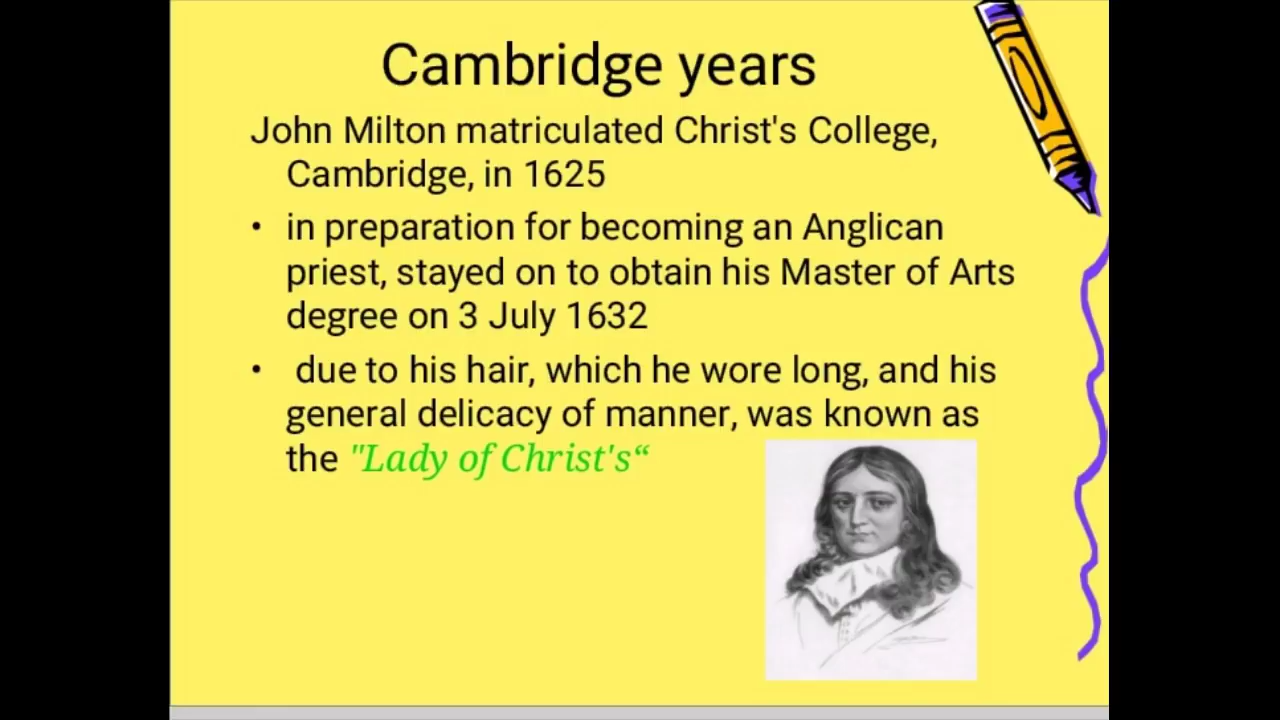 Cambridge years
John Milton matriculated Christ's College,
Cambridge, in 1625
• in preparation for becoming an Anglican
priest, stayed on to obtain his Master of Arts
degree on 3 July 1632
• due to his hair, which he wore long, and his
general delicacy of manner, was known as
the "Lady of Christ's“